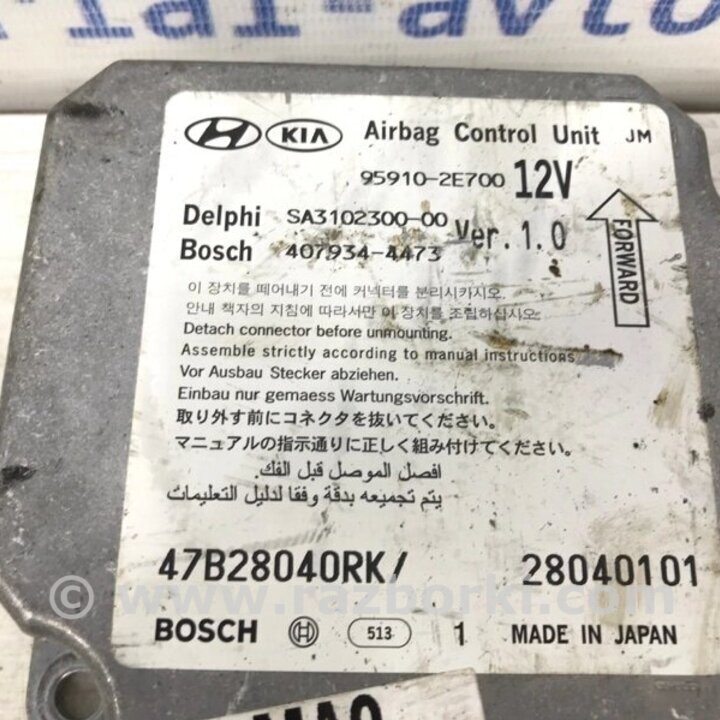 KIA Airbag Control Unit JM
95910-2E700 12V
Delphi SA3102300-00 Ver.1.0
Bosch 407934-4473
FORWARD
이 장치를 떼어내기 전에 커넥터를 분리시카시오.
안내 책자의 지침에 따라서만 이 장치를 조립하십시오.
Detach connector before unmounting.
Assemble strictly according to manual instructions.
Vor Ausbau Stecker abziehen.
Einbau nur gemaess Wartungsvorschrift.
取り外す前にコネクタを抜いてください。
マニュアルの指示通りに正しく組み付けてください。
افصل الموصل قبل الفك.
يتم تجميعه بدقة وفقا لدليل التعليمات
47B28040RK/ 28040101
© www.razborki.com
BOSCH 513 1 MADE IN JAPAN